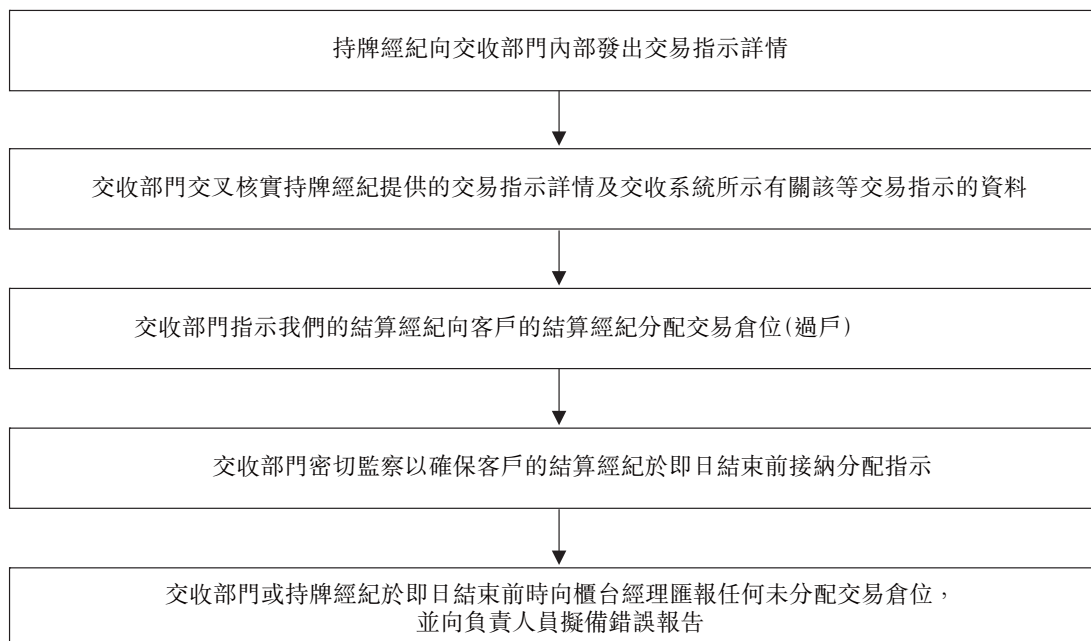 持牌經紀向交收部門內部發出交易指示詳情
交收部門交叉核實持牌經紀提供的交易指示詳情及交收系統所示有關該等交易指示的資料
交收部門指示我們的結算經紀向客戶的結算經紀分配交易倉位(過戶)
交收部門密切監察以確保客戶的結算經紀於即日結束前接納分配指示
交收部門或持牌經紀於即日結束前時向櫃台經理匯報任何未分配交易倉位，
並向負責人員擬備錯誤報告